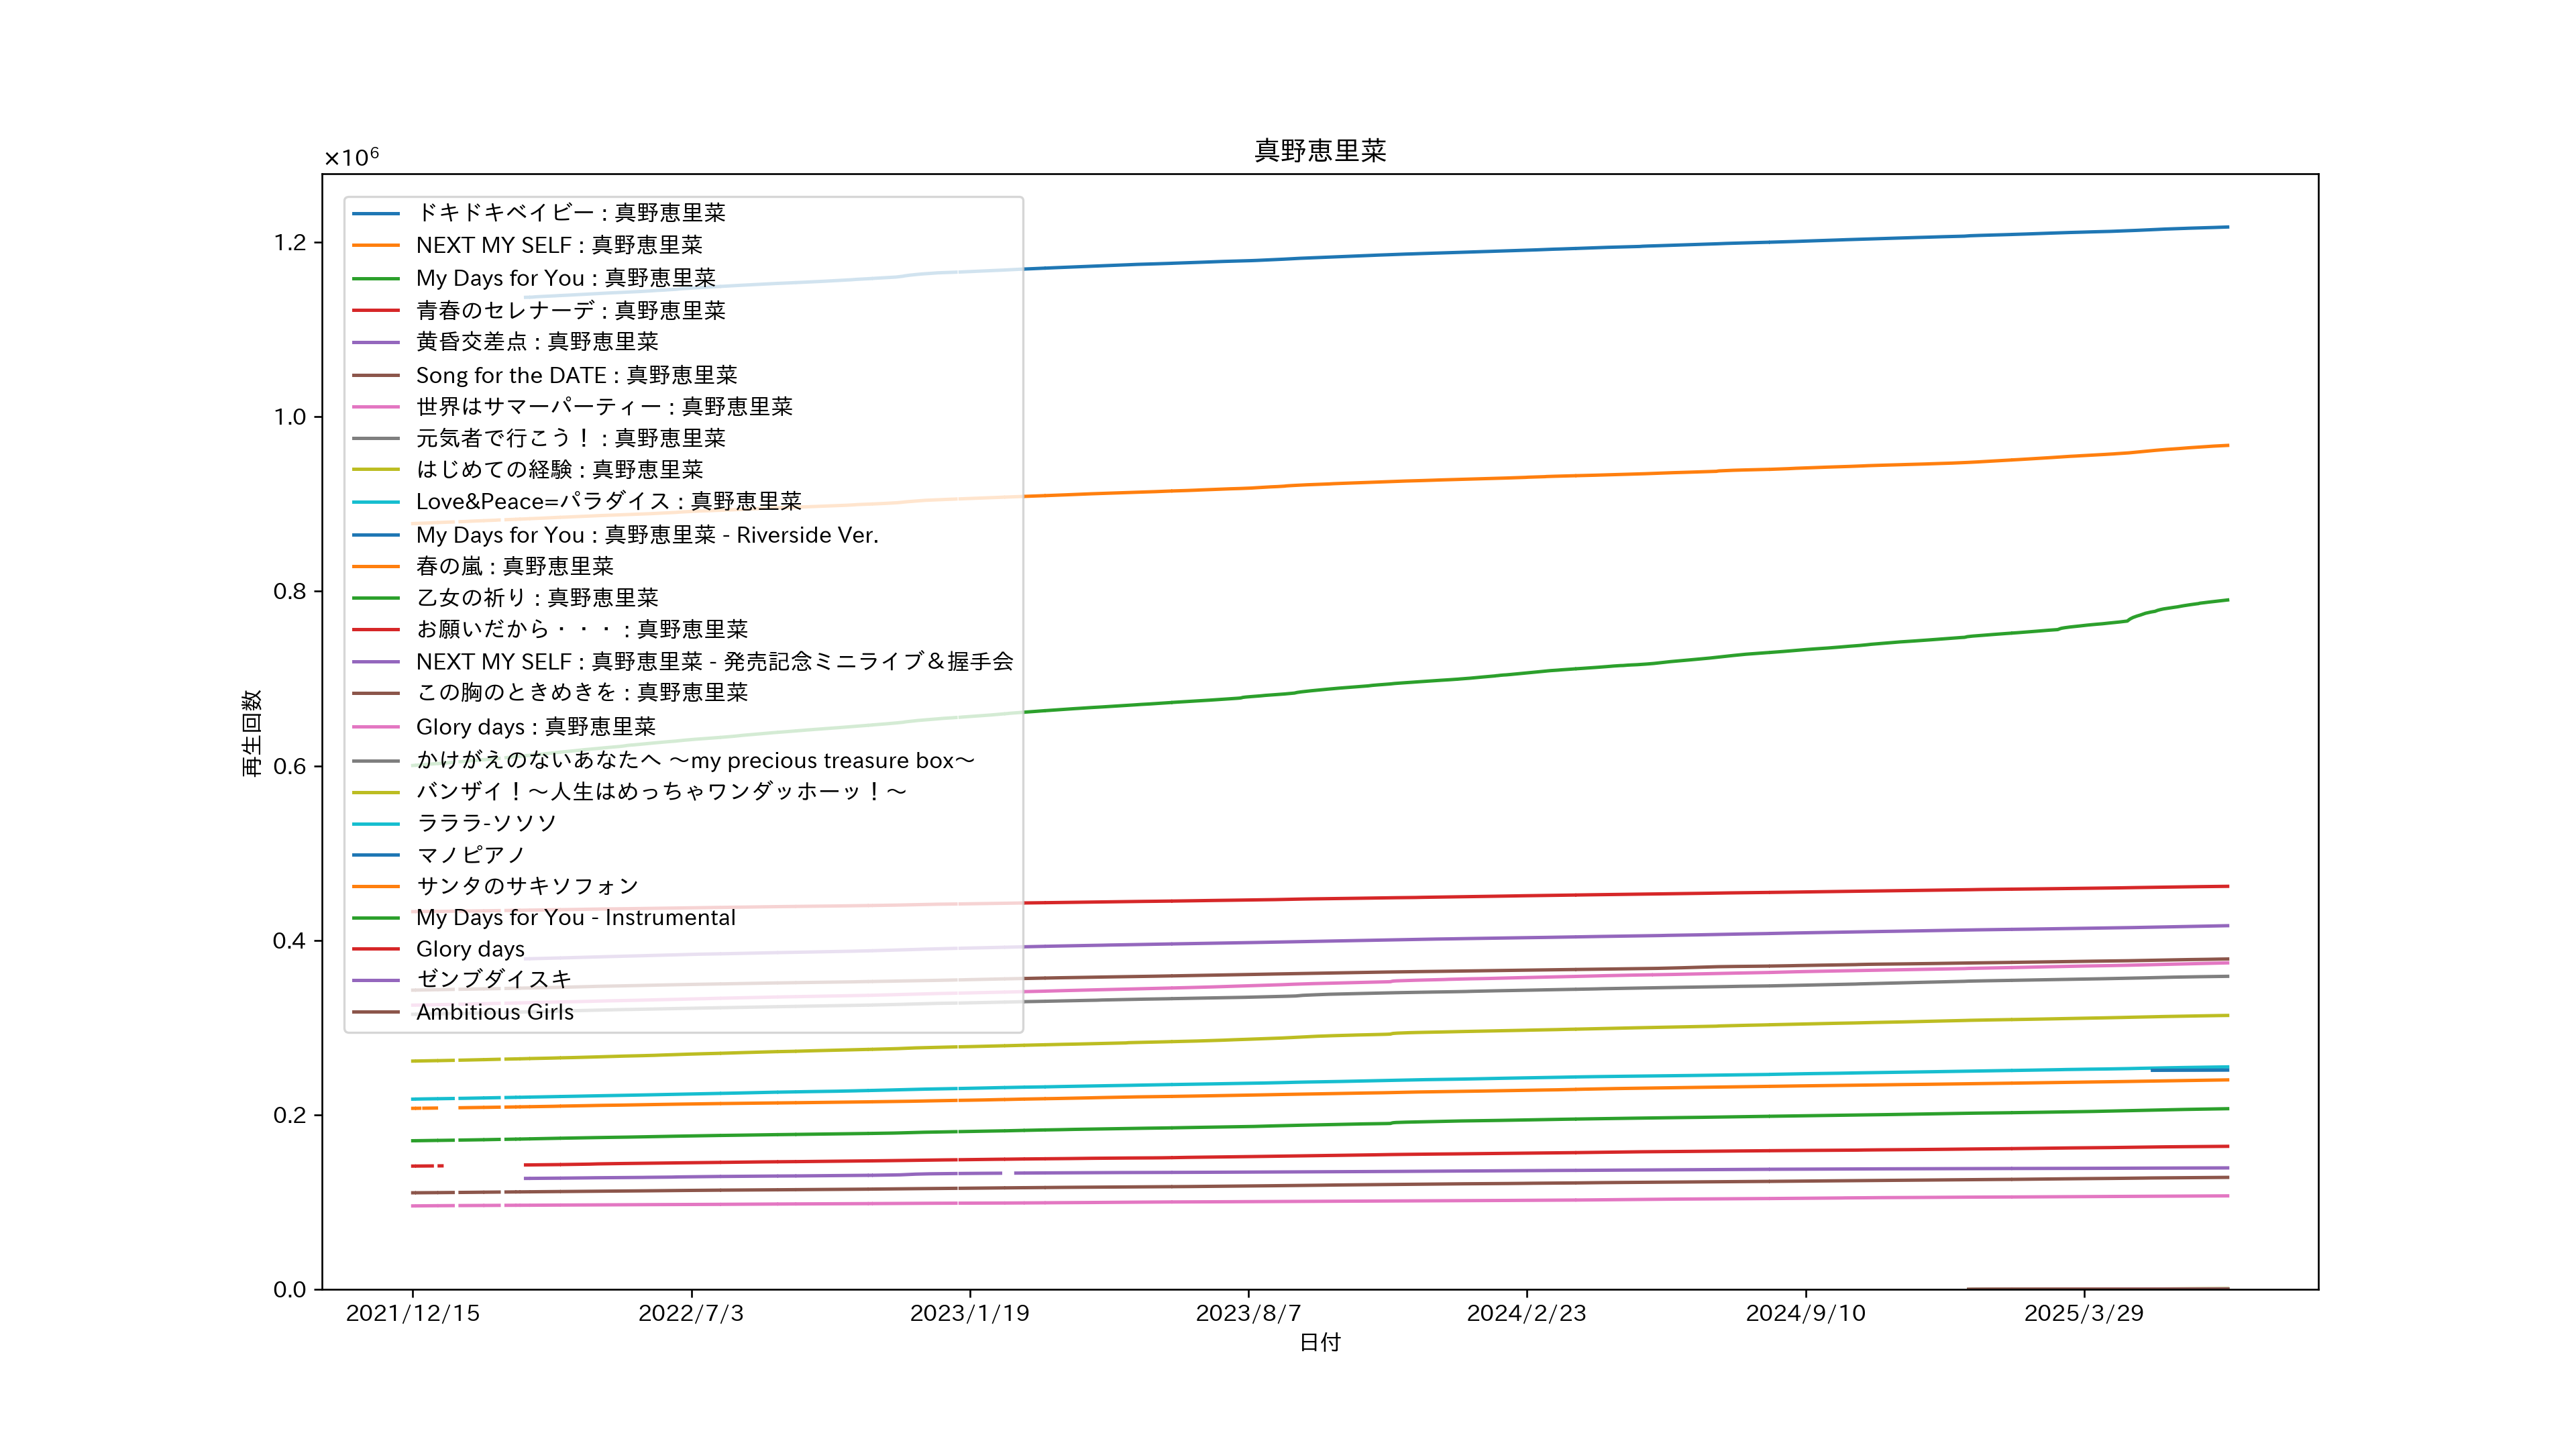 真野恵里菜
×10⁶
1.2
1.0
0.8
0.6
0.4
0.2
0.0
再生回数
ドキドキベイビー : 真野恵里菜
NEXT MY SELF : 真野恵里菜
My Days for You : 真野恵里菜
青春のセレナーデ : 真野恵里菜
黄昏交差点 : 真野恵里菜
Song for the DATE : 真野恵里菜
世界はサマーパーティー : 真野恵里菜
元気者で行こう！ : 真野恵里菜
はじめての経験 : 真野恵里菜
Love&Peace=パラダイス : 真野恵里菜
My Days for You : 真野恵里菜 - Riverside Ver.
春の嵐 : 真野恵里菜
乙女の祈り : 真野恵里菜
お願いだから・・・ : 真野恵里菜
NEXT MY SELF : 真野恵里菜 - 発売記念ミニライブ＆握手会
この胸のときめきを : 真野恵里菜
Glory days : 真野恵里菜
かけがえのないあなたへ ～my precious treasure box～
バンザイ！～人生はめっちゃワンダッホーッ！～
ラララ-ソソソ
マノピアノ
サンタのサキソフォン
My Days for You - Instrumental
Glory days
ゼンブダイスキ
Ambitious Girls
2021/12/15
2022/7/3
2023/1/19
2023/8/7
2024/2/23
2024/9/10
2025/3/29
日付